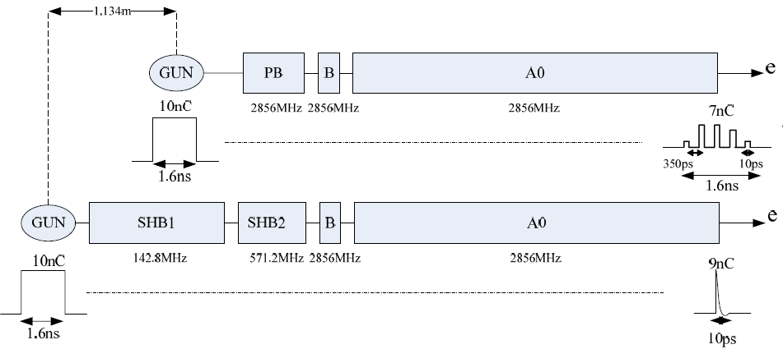 1,134m
GUN PB B A0 e
2856MHz 2856MHz 2856MHz
10nC 7nC
350ps 10ps
1.6ns 1.6ns
GUN SHB1 SHB2 B A0 e
142.8MHz 571.2MHz 2856MHz 2856MHz
10nC 9nC
1.6ns 10ps